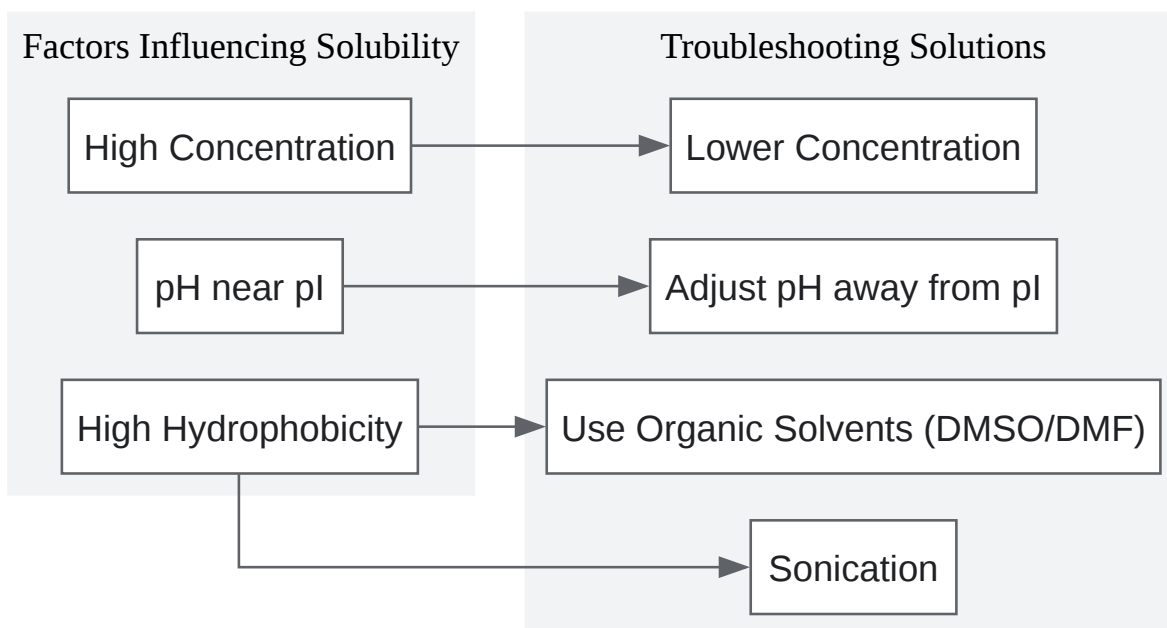 Factors Influencing Solubility
Troubleshooting Solutions
High Concentration
Lower Concentration
pH near pI
Adjust pH away from pI
High Hydrophobicity
Use Organic Solvents (DMSO/DMF)
Sonication